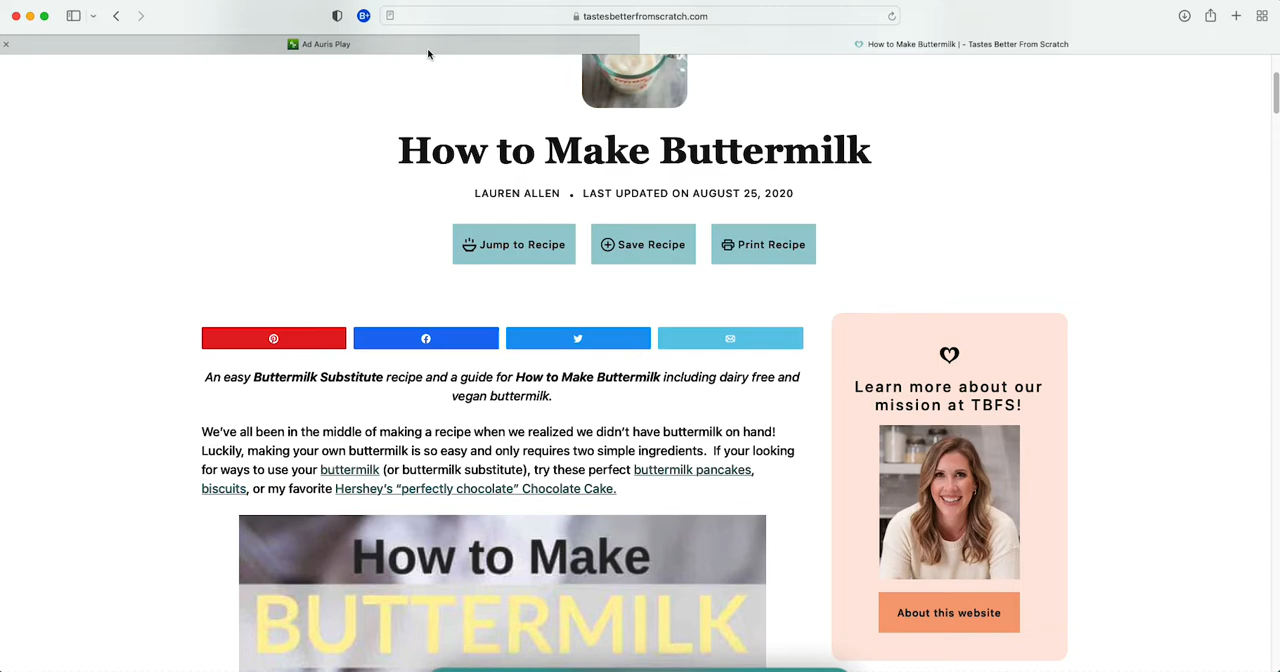 B+
tastesbetterfromscratch.com
Ad Auris Play
How to Make Buttermilk | - Tastes Better From Scratch
How to Make Buttermilk
LAUREN ALLEN • LAST UPDATED ON AUGUST 25, 2020
Jump to Recipe
Save Recipe
Print Recipe
An easy Buttermilk Substitute recipe and a guide for How to Make Buttermilk including dairy free and
vegan buttermilk.
We've all been in the middle of making a recipe when we realized we didn't have buttermilk on hand!
Luckily, making your own buttermilk is so easy and only requires two simple ingredients. If your looking
for ways to use your buttermilk (or buttermilk substitute), try these perfect buttermilk pancakes,
biscuits, or my favorite Hershey's “perfectly chocolate” Chocolate Cake.
How to Make
BUTTERMILK
Learn more about our
mission at TBFS!
About this website